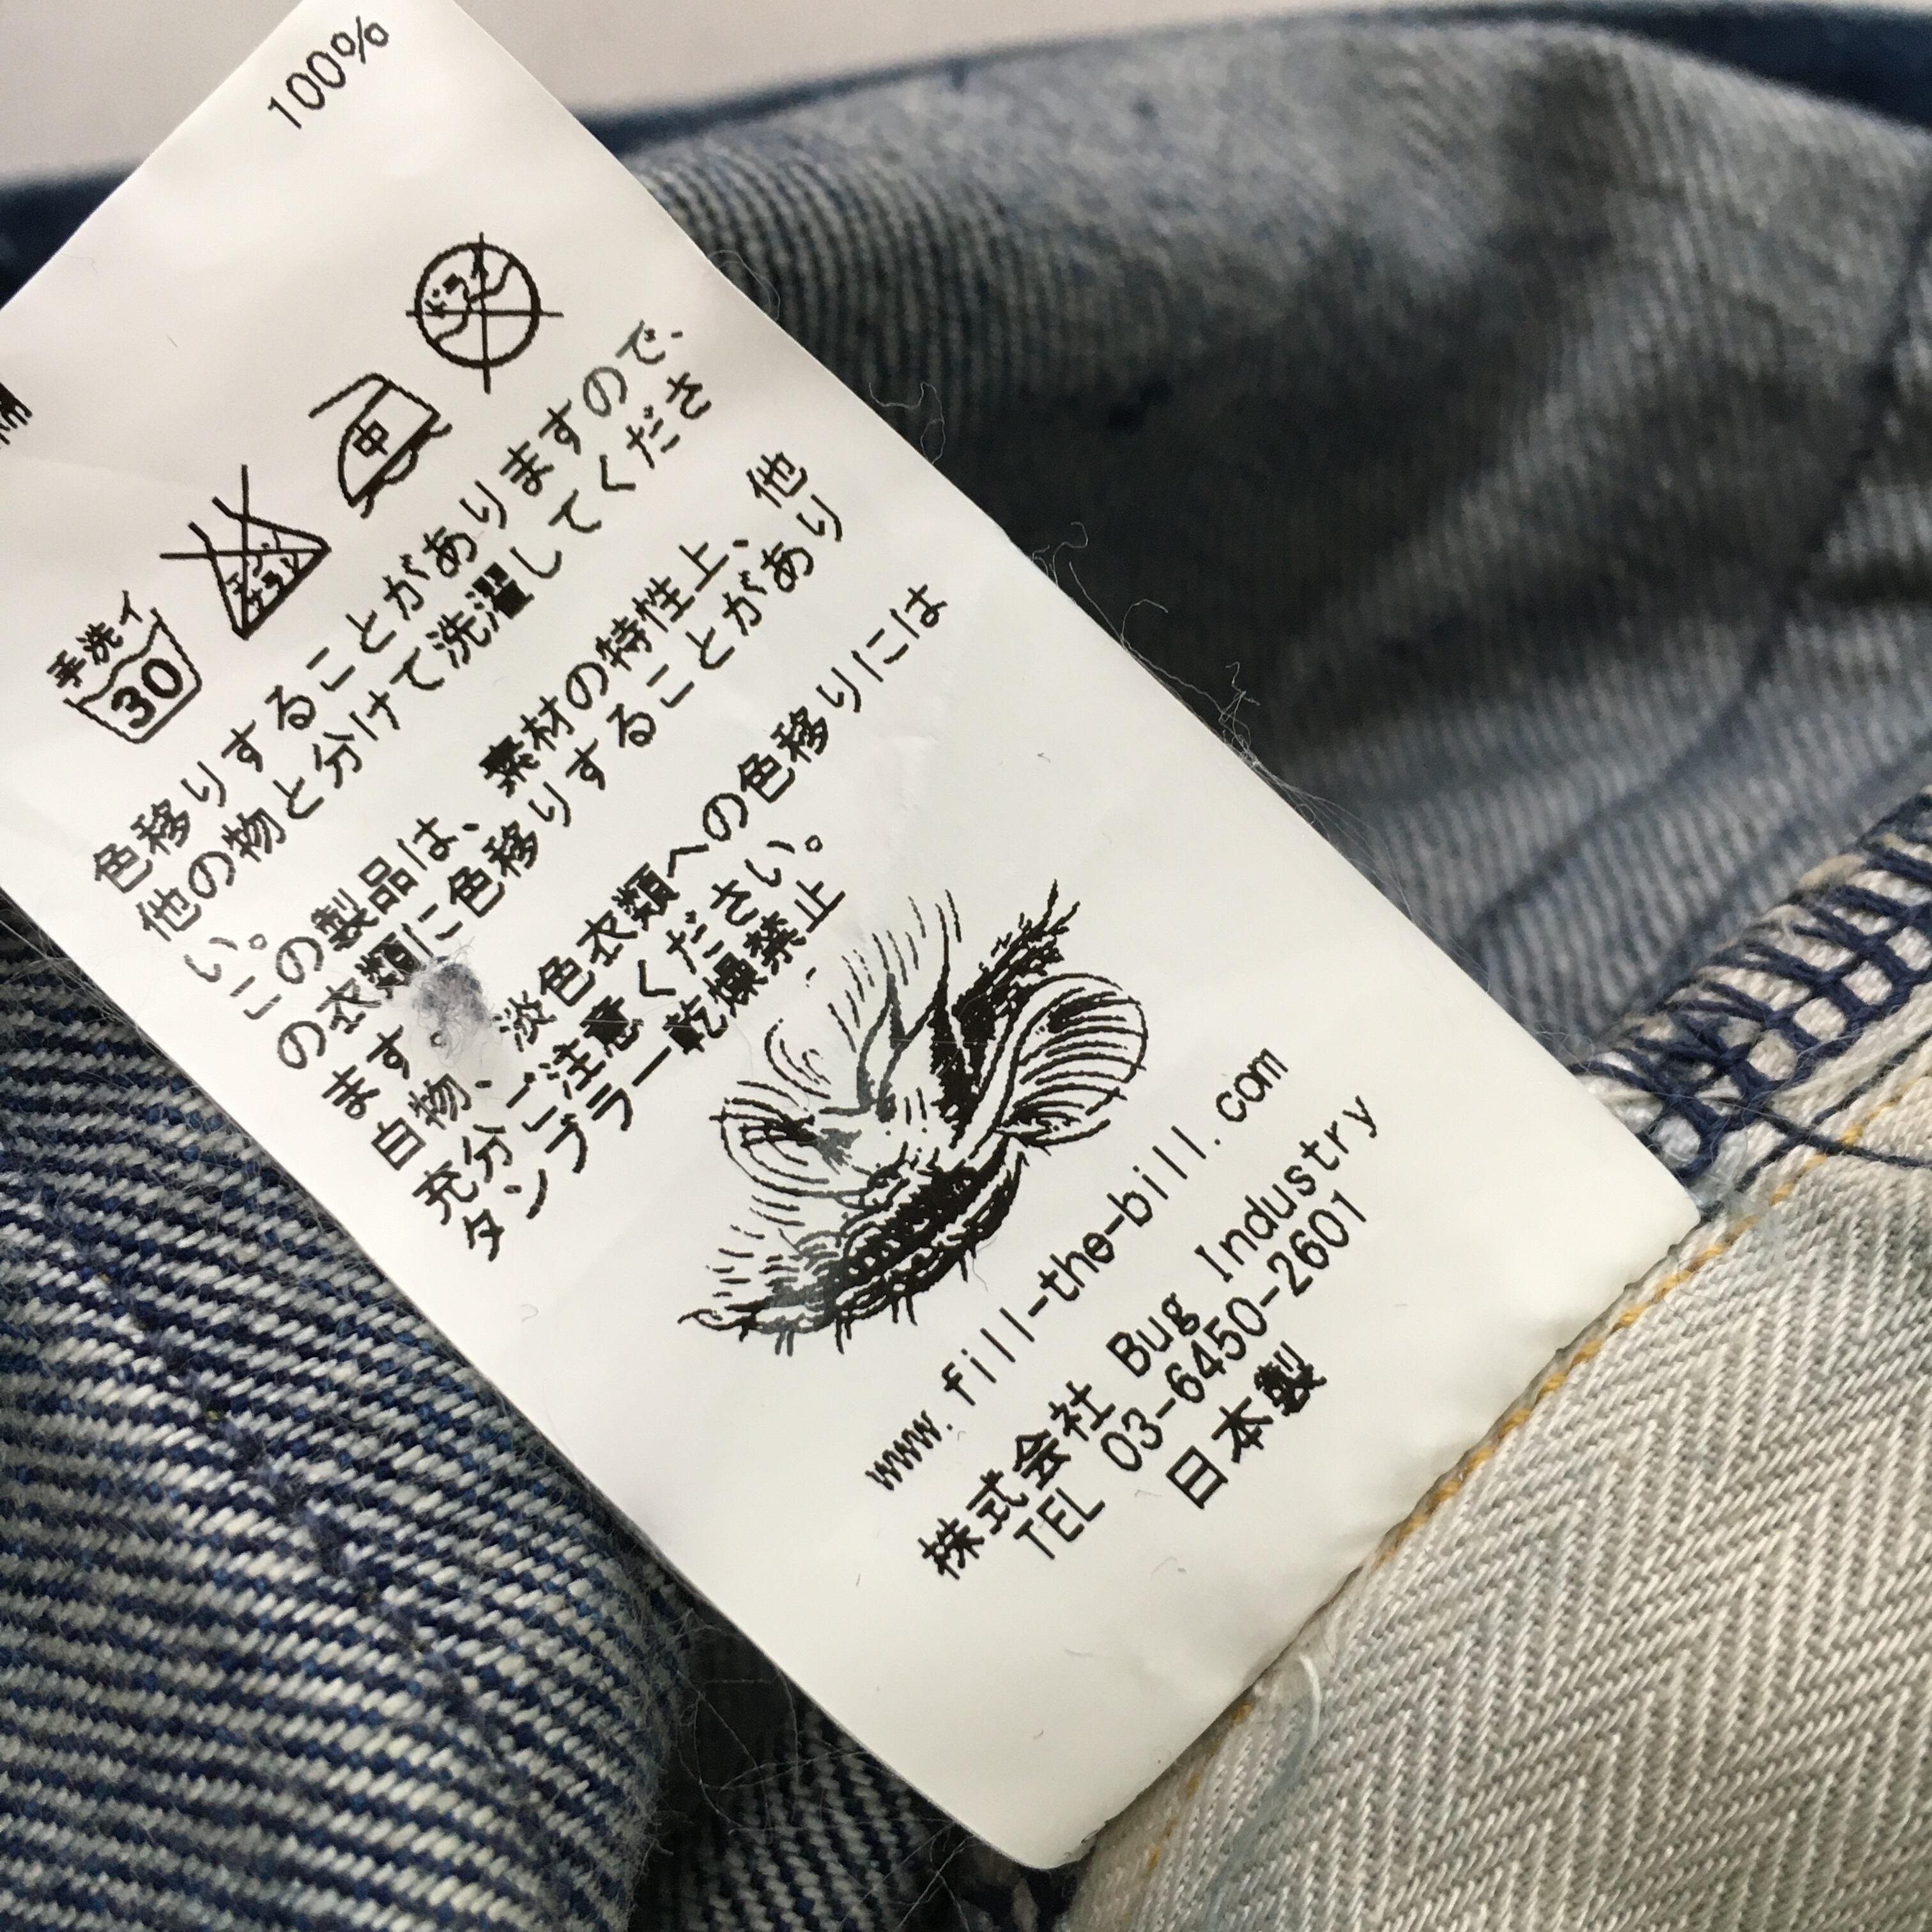 100%
手洗イ
30
中
色移りすることがありますので、
他の物と分けて洗濯してくださ
い。
この製品は、素材の特性上、他
の衣類に色移りすることがあり
ます
白物、淡色衣類への色移りには
充分ご注意ください。
タンブラー乾燥禁止
www.fill-the-bill.com
株式会社 Bug Industry
TEL 03-6450-2601
日本製